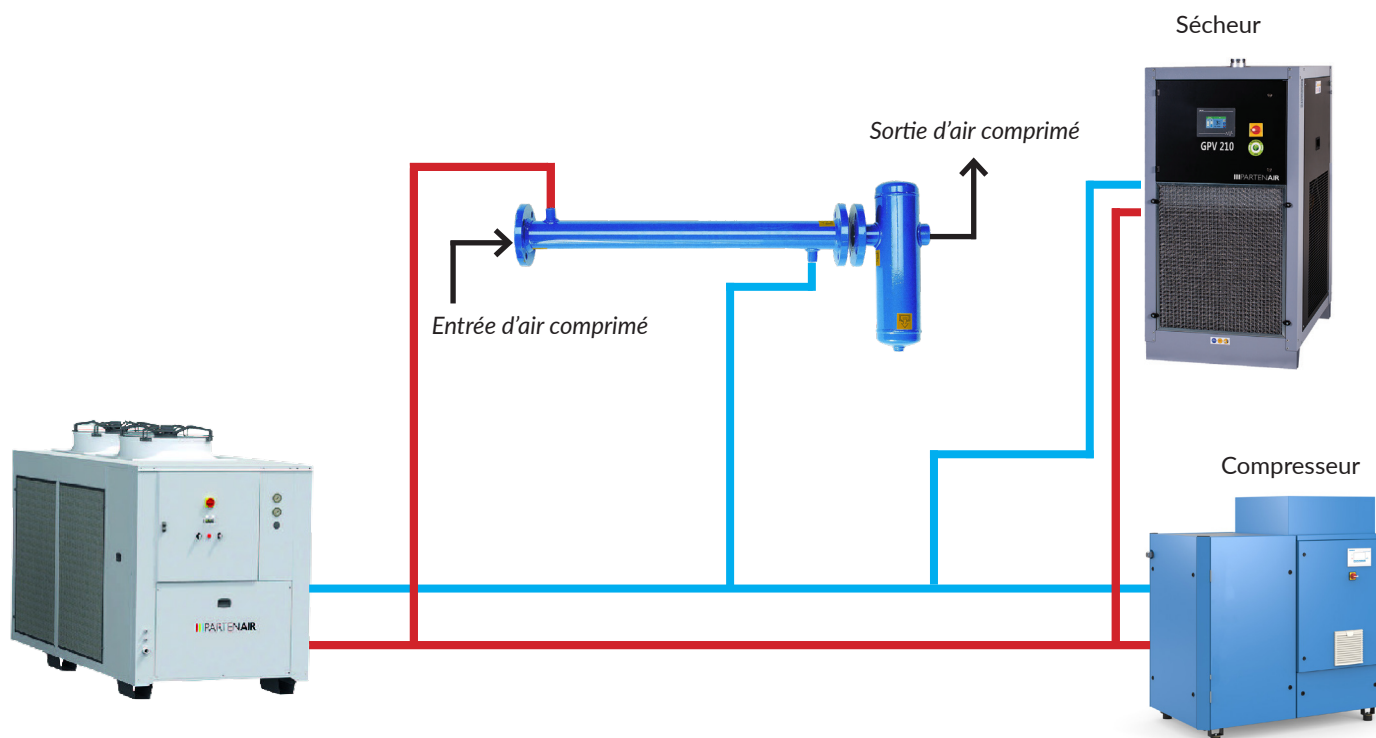 Sécheur
Sortie d'air comprimé
GPV 210
PARTENAIR
Entrée d'air comprimé
Compresseur
PARTENAIR